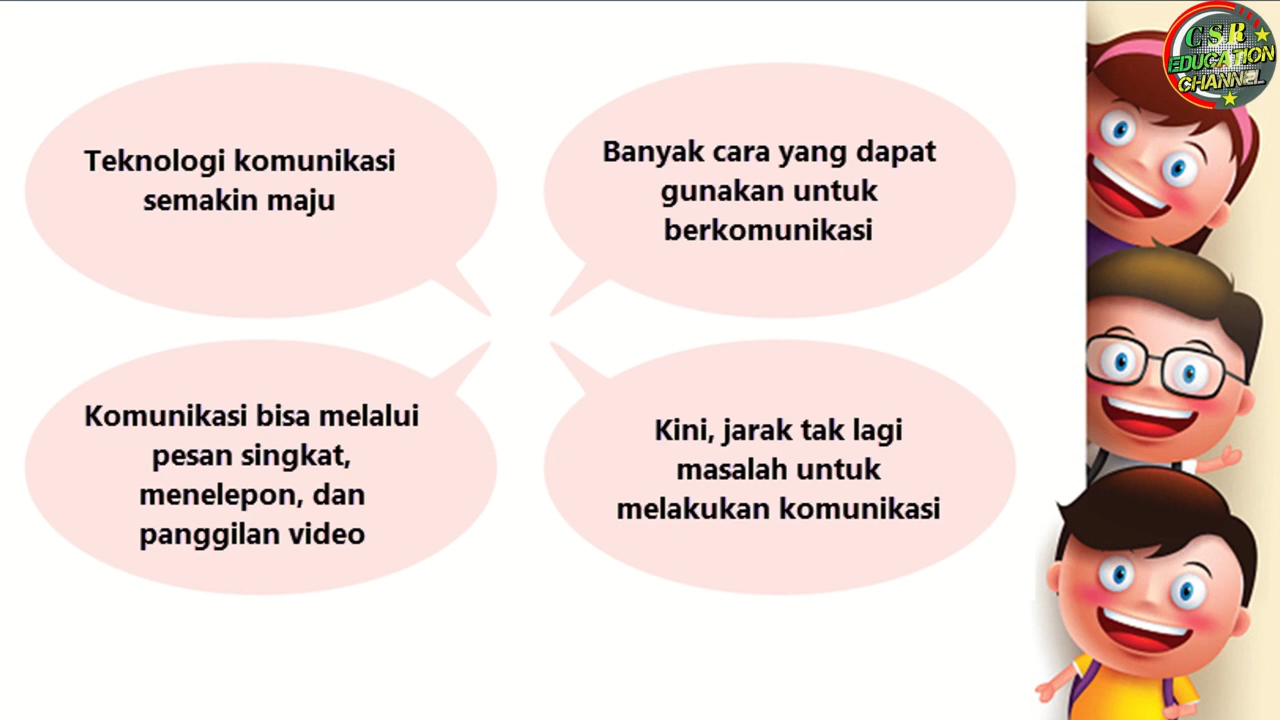 Teknologi komunikasi
semakin maju
Banyak cara yang dapat
gunakan untuk
berkomunikasi
Komunikasi bisa melalui
pesan singkat,
menelepon, dan
panggilan video
Kini, jarak tak lagi
masalah untuk
melakukan komunikasi
CSR
EDUCATION
CHANNEL